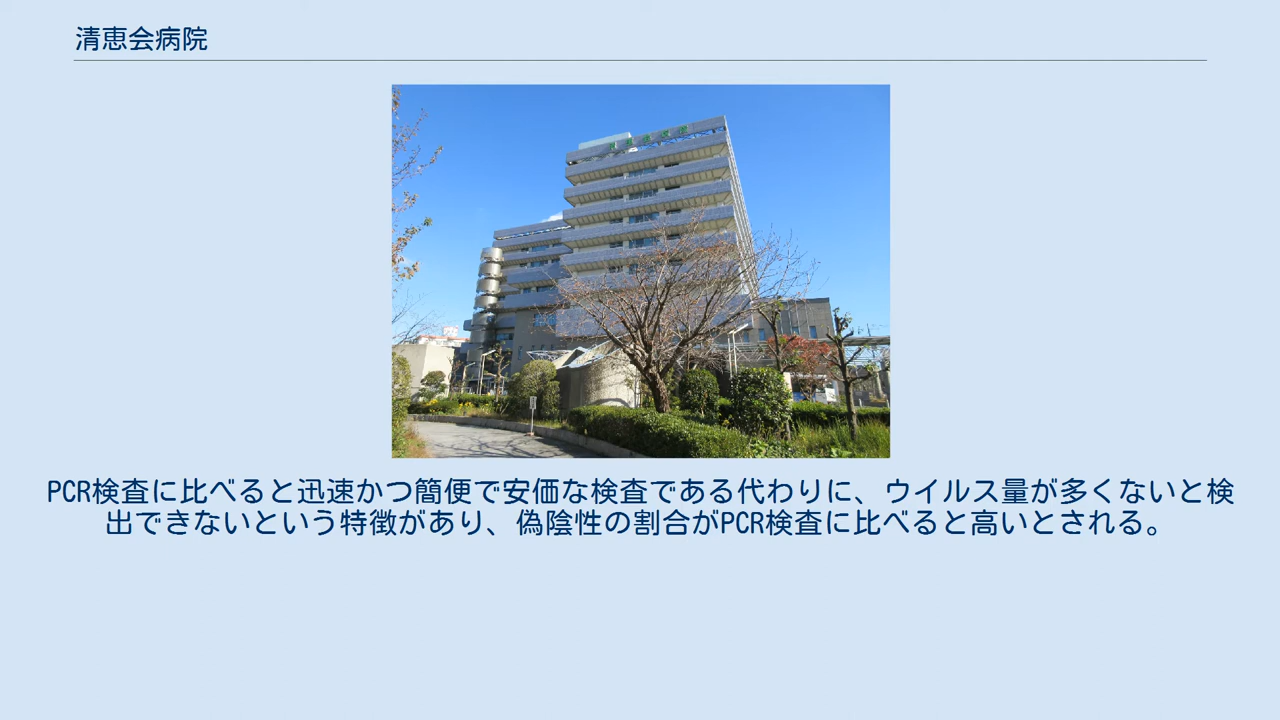 清恵会病院
PCR検査に比べると迅速かつ簡便で安価な検査である代わりに、ウイルス量が多くないと検
出できないという特徴があり、偽陰性の割合がPCR検査に比べると高いとされる。